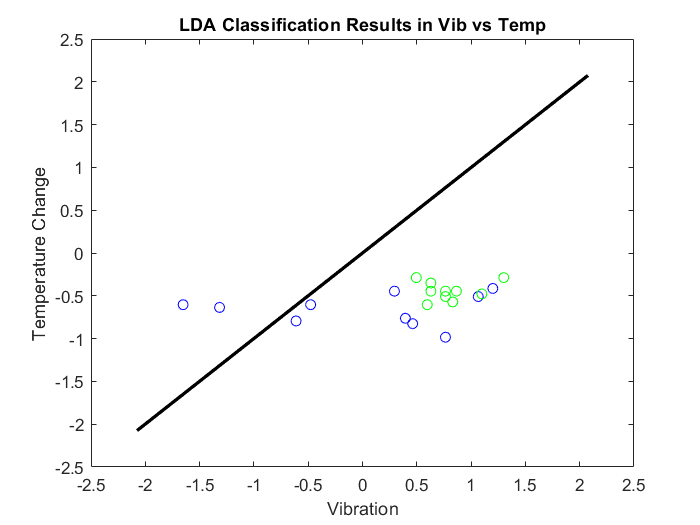 LDA Classification Results in Vib vs Temp
2.5
2
1.5
1
0.5
0
-0.5
-1
-1.5
-2
-2.5
Temperature Change
-2.5 -2 -1.5 -1 -0.5 0 0.5 1 1.5 2 2.5
Vibration